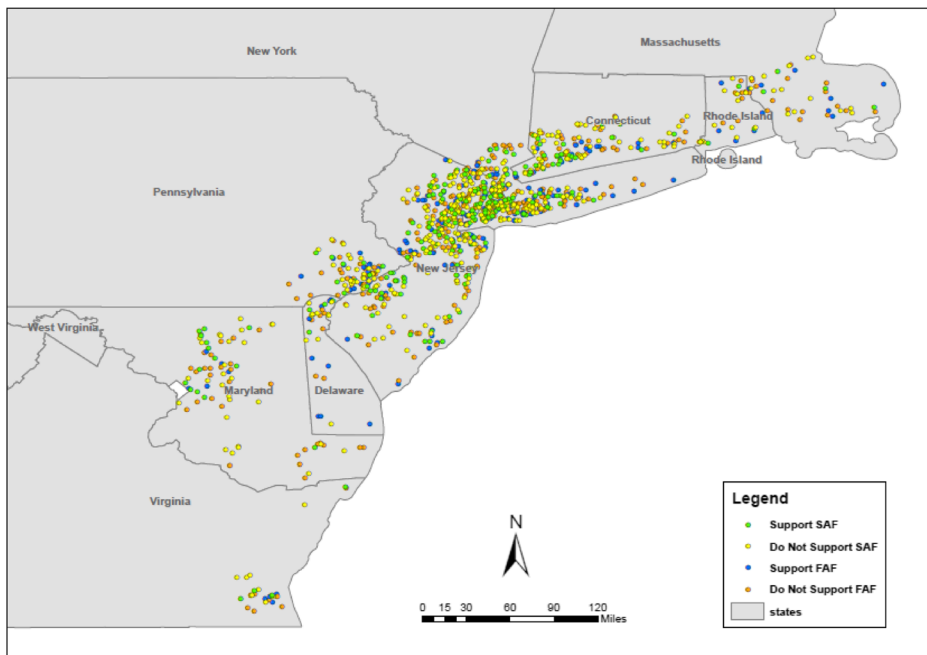 Massachusetts
New York
Connecticut
Rhode Island
Rhode Island
Pennsylvania
New Jersey
West Virginia
Maryland
Delaware
Virginia
N
0 15 30 60 90 120
Miles
Legend
Support SAF
Do Not Support SAF
Support FAF
Do Not Support FAF
states